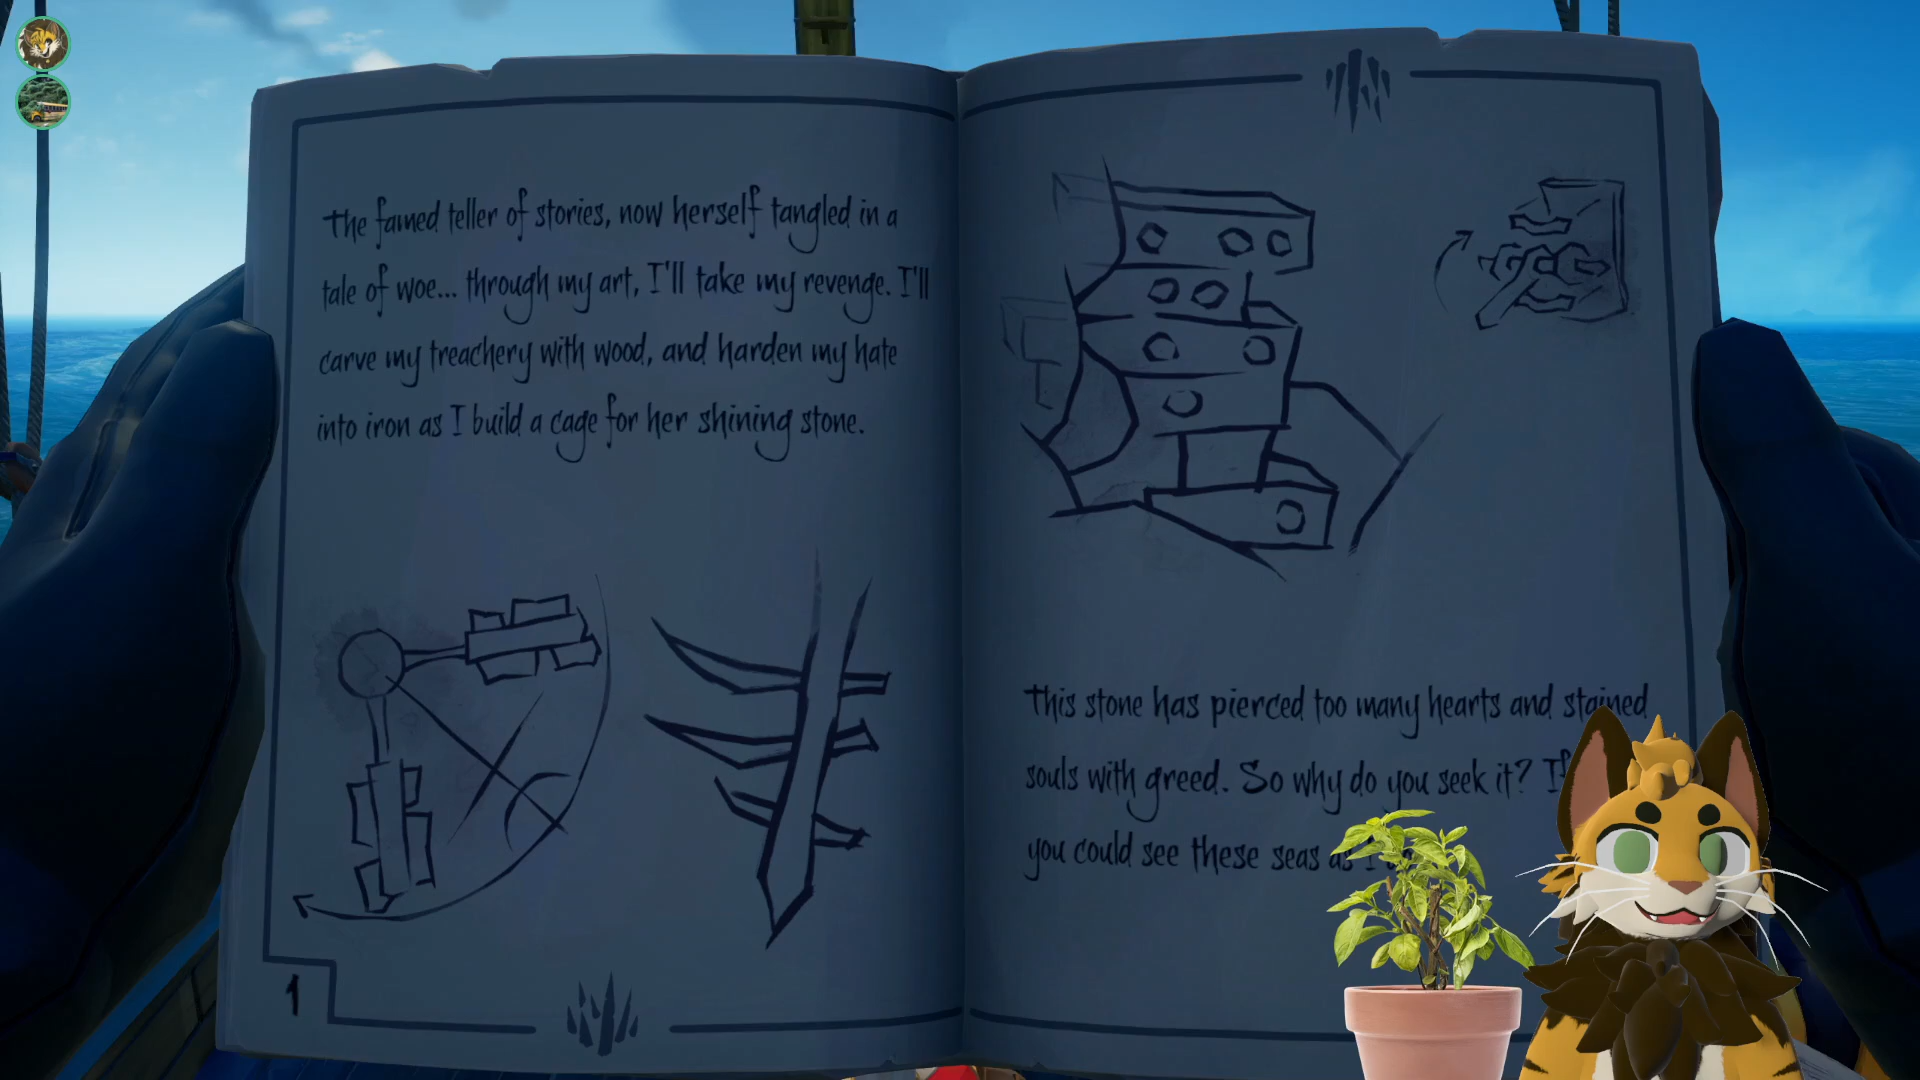 The famed teller of stories, now herself tangled in a
tale of woe... through my art, I'll take my revenge. I'll
carve my treachery with wood, and harden my hate
into iron as I build a cage for her shining stone.
1
This stone has pierced too many hearts and stained
souls with greed. So why do you seek it? If
you could see these seas as I